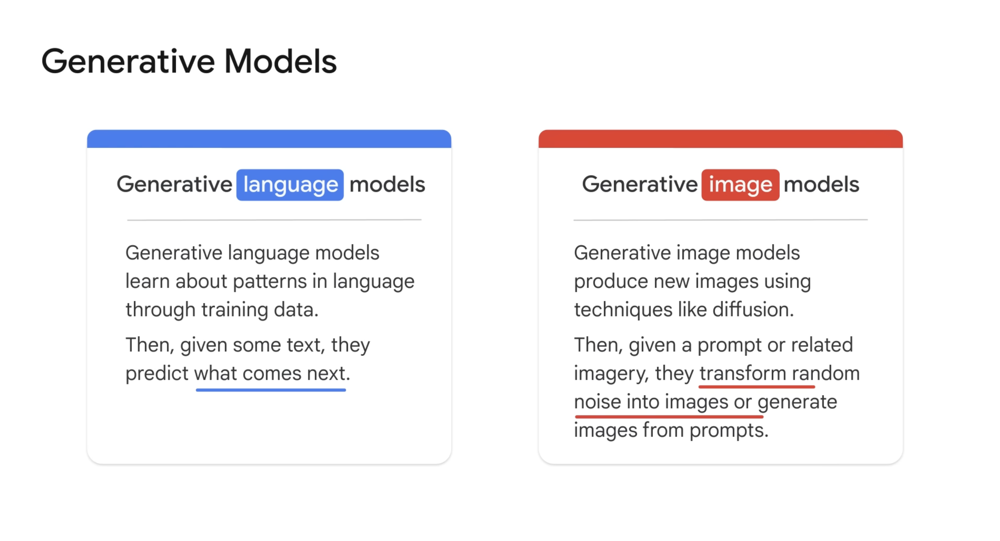 Generative Models
Generative language models
Generative language models
learn about patterns in language
through training data.
Then, given some text, they
predict what comes next.
Generative image models
Generative image models
produce new images using
techniques like diffusion.
Then, given a prompt or related
imagery, they transform random
noise into images or generate
images from prompts.